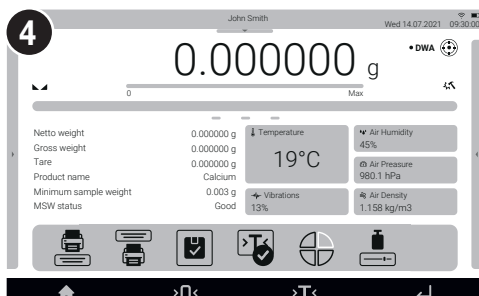 4
John Smith
Wed 14.07.2021 09:30:00
0.000000 g
• DWA
0 Max
Netto weight 0.000000 g
Gross weight 0.000000 g
Tare 0.000000 g
Product name Calcium
Minimum sample weight 0.003 g
MSW status Good
Temperature
19°C
Vibrations
13%
Air Humidity
45%
Air Preasure
980.1 hPa
Air Density
1.158 kg/m3
>T<
>0<
>T<